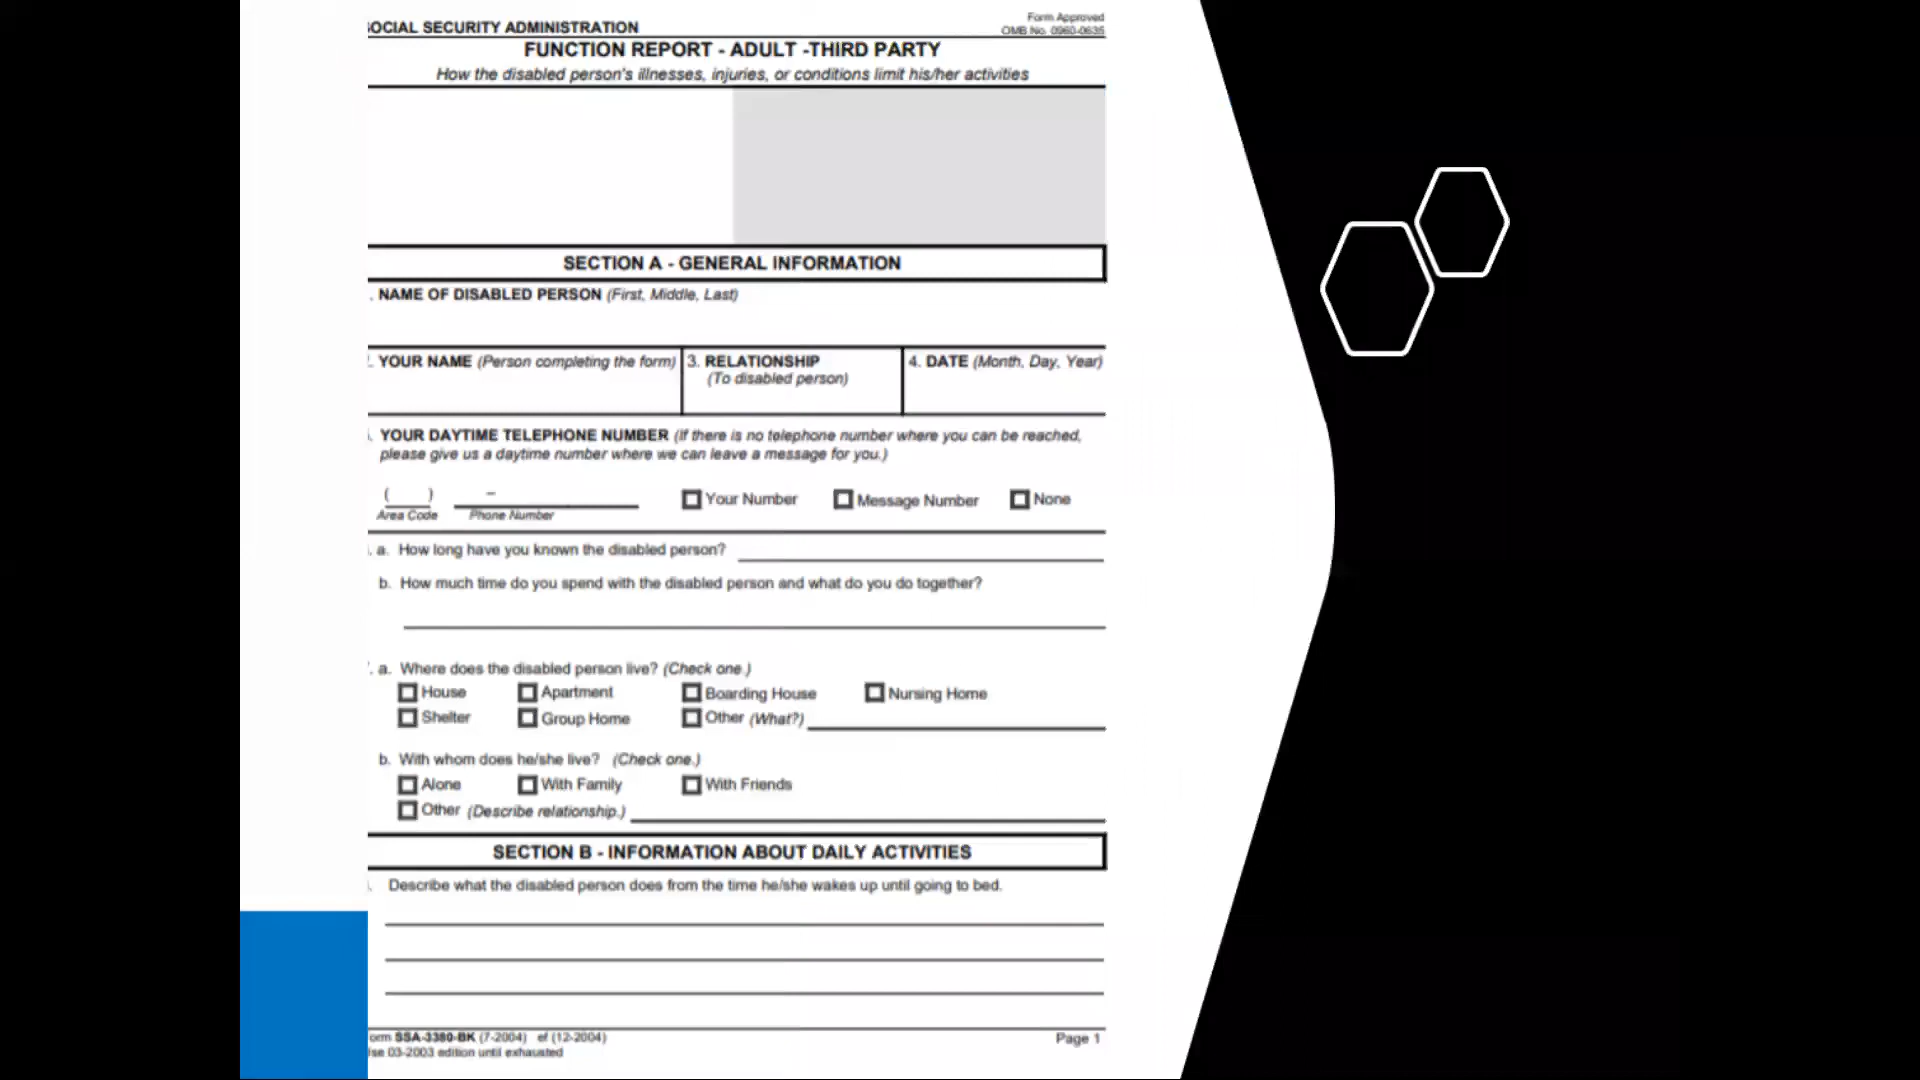 SOCIAL SECURITY ADMINISTRATION
Form Approved
OMB No. 0960-0635
FUNCTION REPORT - ADULT -THIRD PARTY
How the disabled person's illnesses, injuries, or conditions limit his/her activities
SECTION A - GENERAL INFORMATION
. NAME OF DISABLED PERSON (First, Middle, Last)
. YOUR NAME (Person completing the form)
3. RELATIONSHIP
(To disabled person)
4. DATE (Month, Day, Year)
. YOUR DAYTIME TELEPHONE NUMBER (If there is no telephone number where you can be reached,
please give us a daytime number where we can leave a message for you.)
( ) –
Your Number Message Number None
Area Code Phone Number
. a. How long have you known the disabled person?
b. How much time do you spend with the disabled person and what do you do together?
. a. Where does the disabled person live? (Check one.)
House Apartment Boarding House Nursing Home
Shelter Group Home Other (What?)
b. With whom does he/she live? (Check one.)
Alone With Family With Friends
Other (Describe relationship.)
SECTION B - INFORMATION ABOUT DAILY ACTIVITIES
. Describe what the disabled person does from the time he/she wakes up until going to bed.
orm SSA-3380-BK (7-2004) ef (12-2004)
Page 1
se 03-2003 edition until exhausted